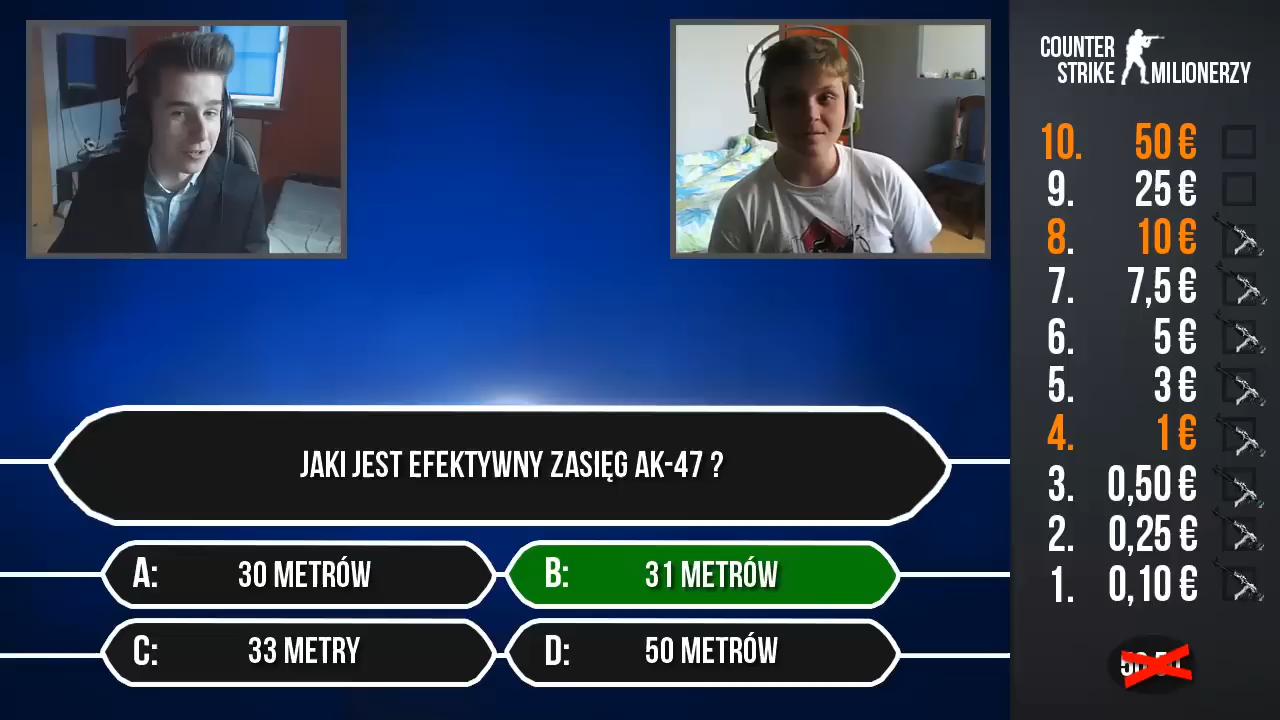 COUNTER
STRIKE MILIONERZY
10. 50 €
9. 25 €
8. 10 €
7. 7,5 €
6. 5 €
5. 3 €
4. 1 €
3. 0,50 €
2. 0,25 €
1. 0,10 €
JAKI JEST EFEKTYWNY ZASIĘG AK-47 ?
A: 30 METRÓW
B: 31 METRÓW
C: 33 METRY
D: 50 METRÓW